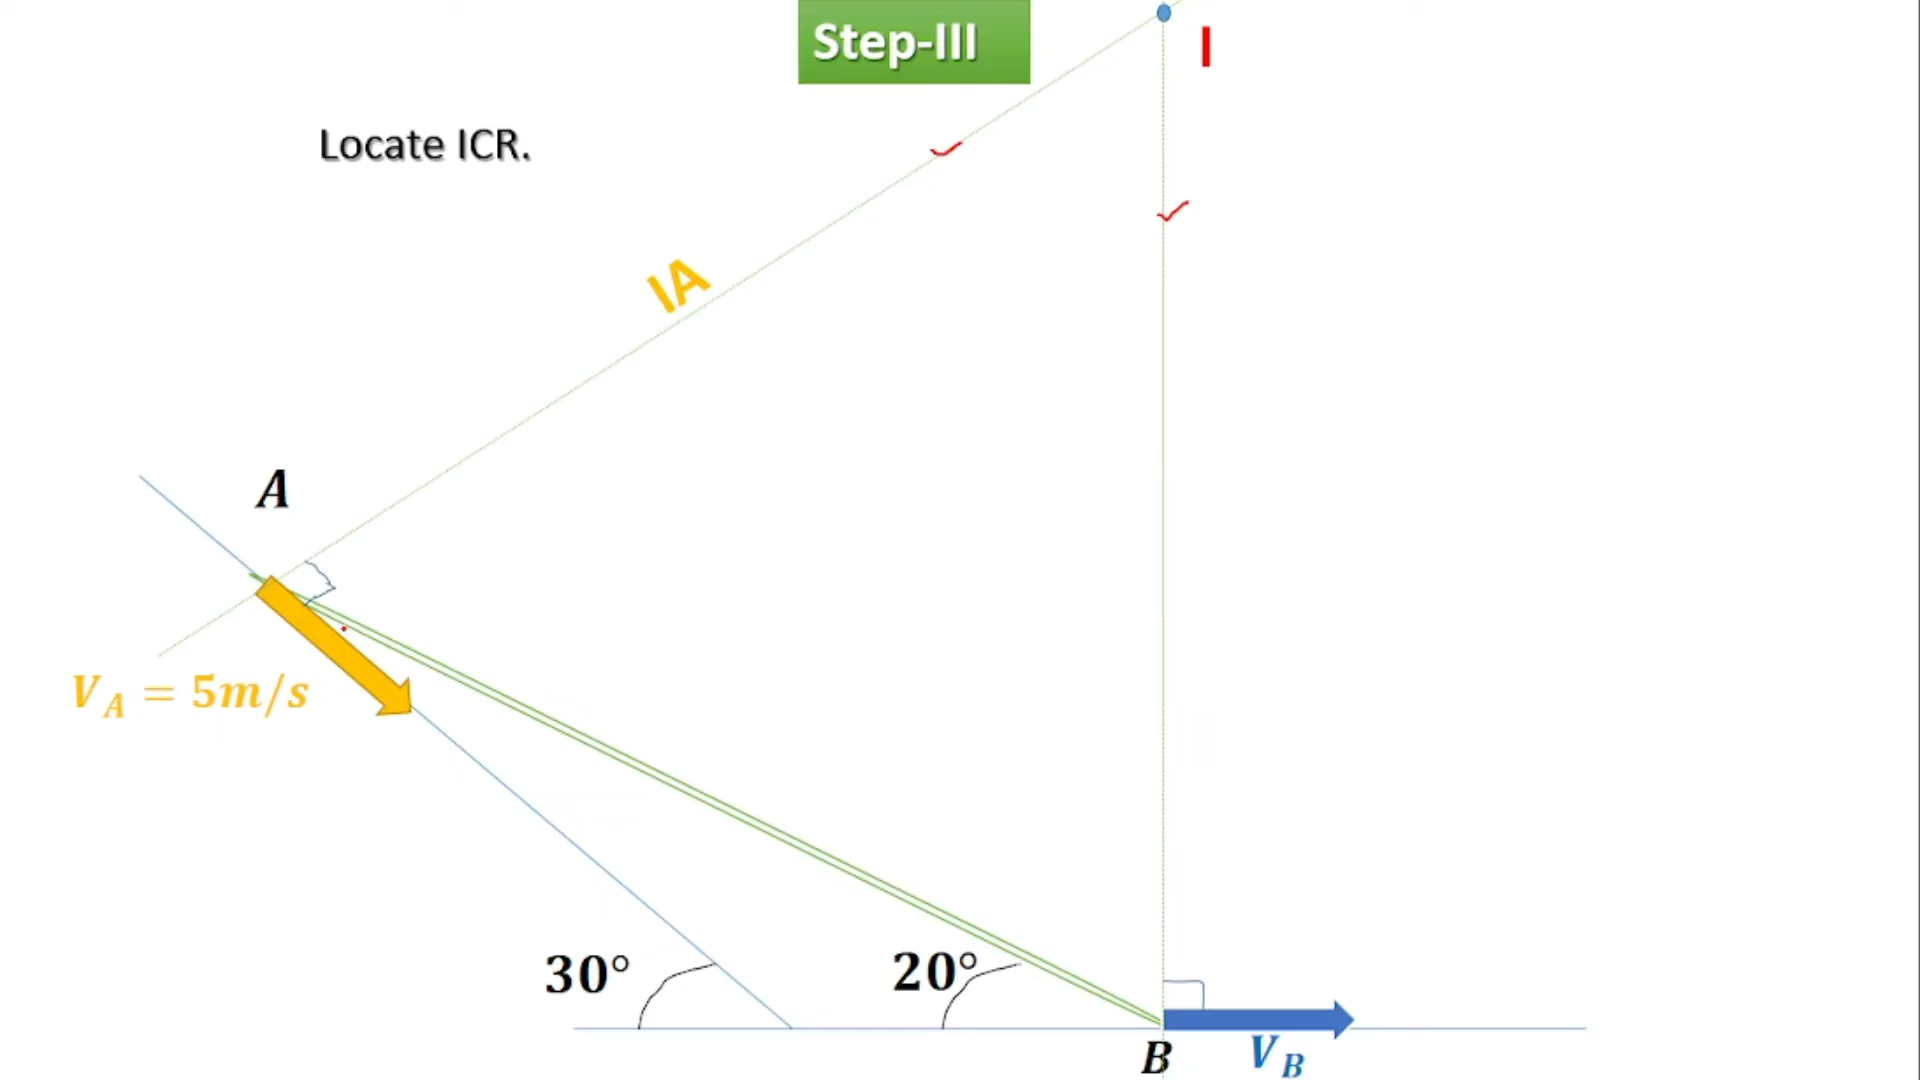 Step-III
I
Locate ICR.
IA
A
V_A = 5m/s
30°
20°
B
V_B